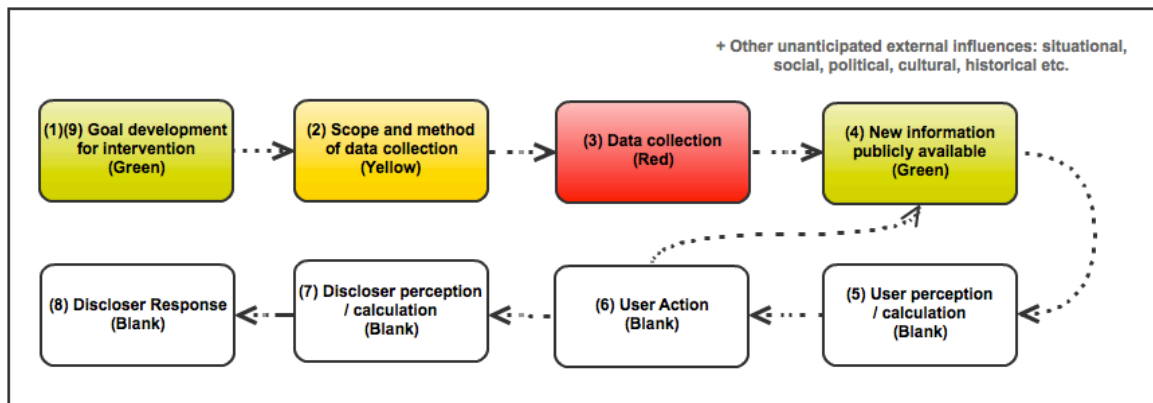 + Other unanticipated external influences: situational,
social, political, cultural, historical etc.
(1)(9) Goal development
for intervention
(Green)
(2) Scope and method
of data collection
(Yellow)
(3) Data collection
(Red)
(4) New information
publicly available
(Green)
(8) Discloser Response
(Blank)
(7) Discloser perception
/ calculation
(Blank)
(6) User Action
(Blank)
(5) User perception
/ calculation
(Blank)